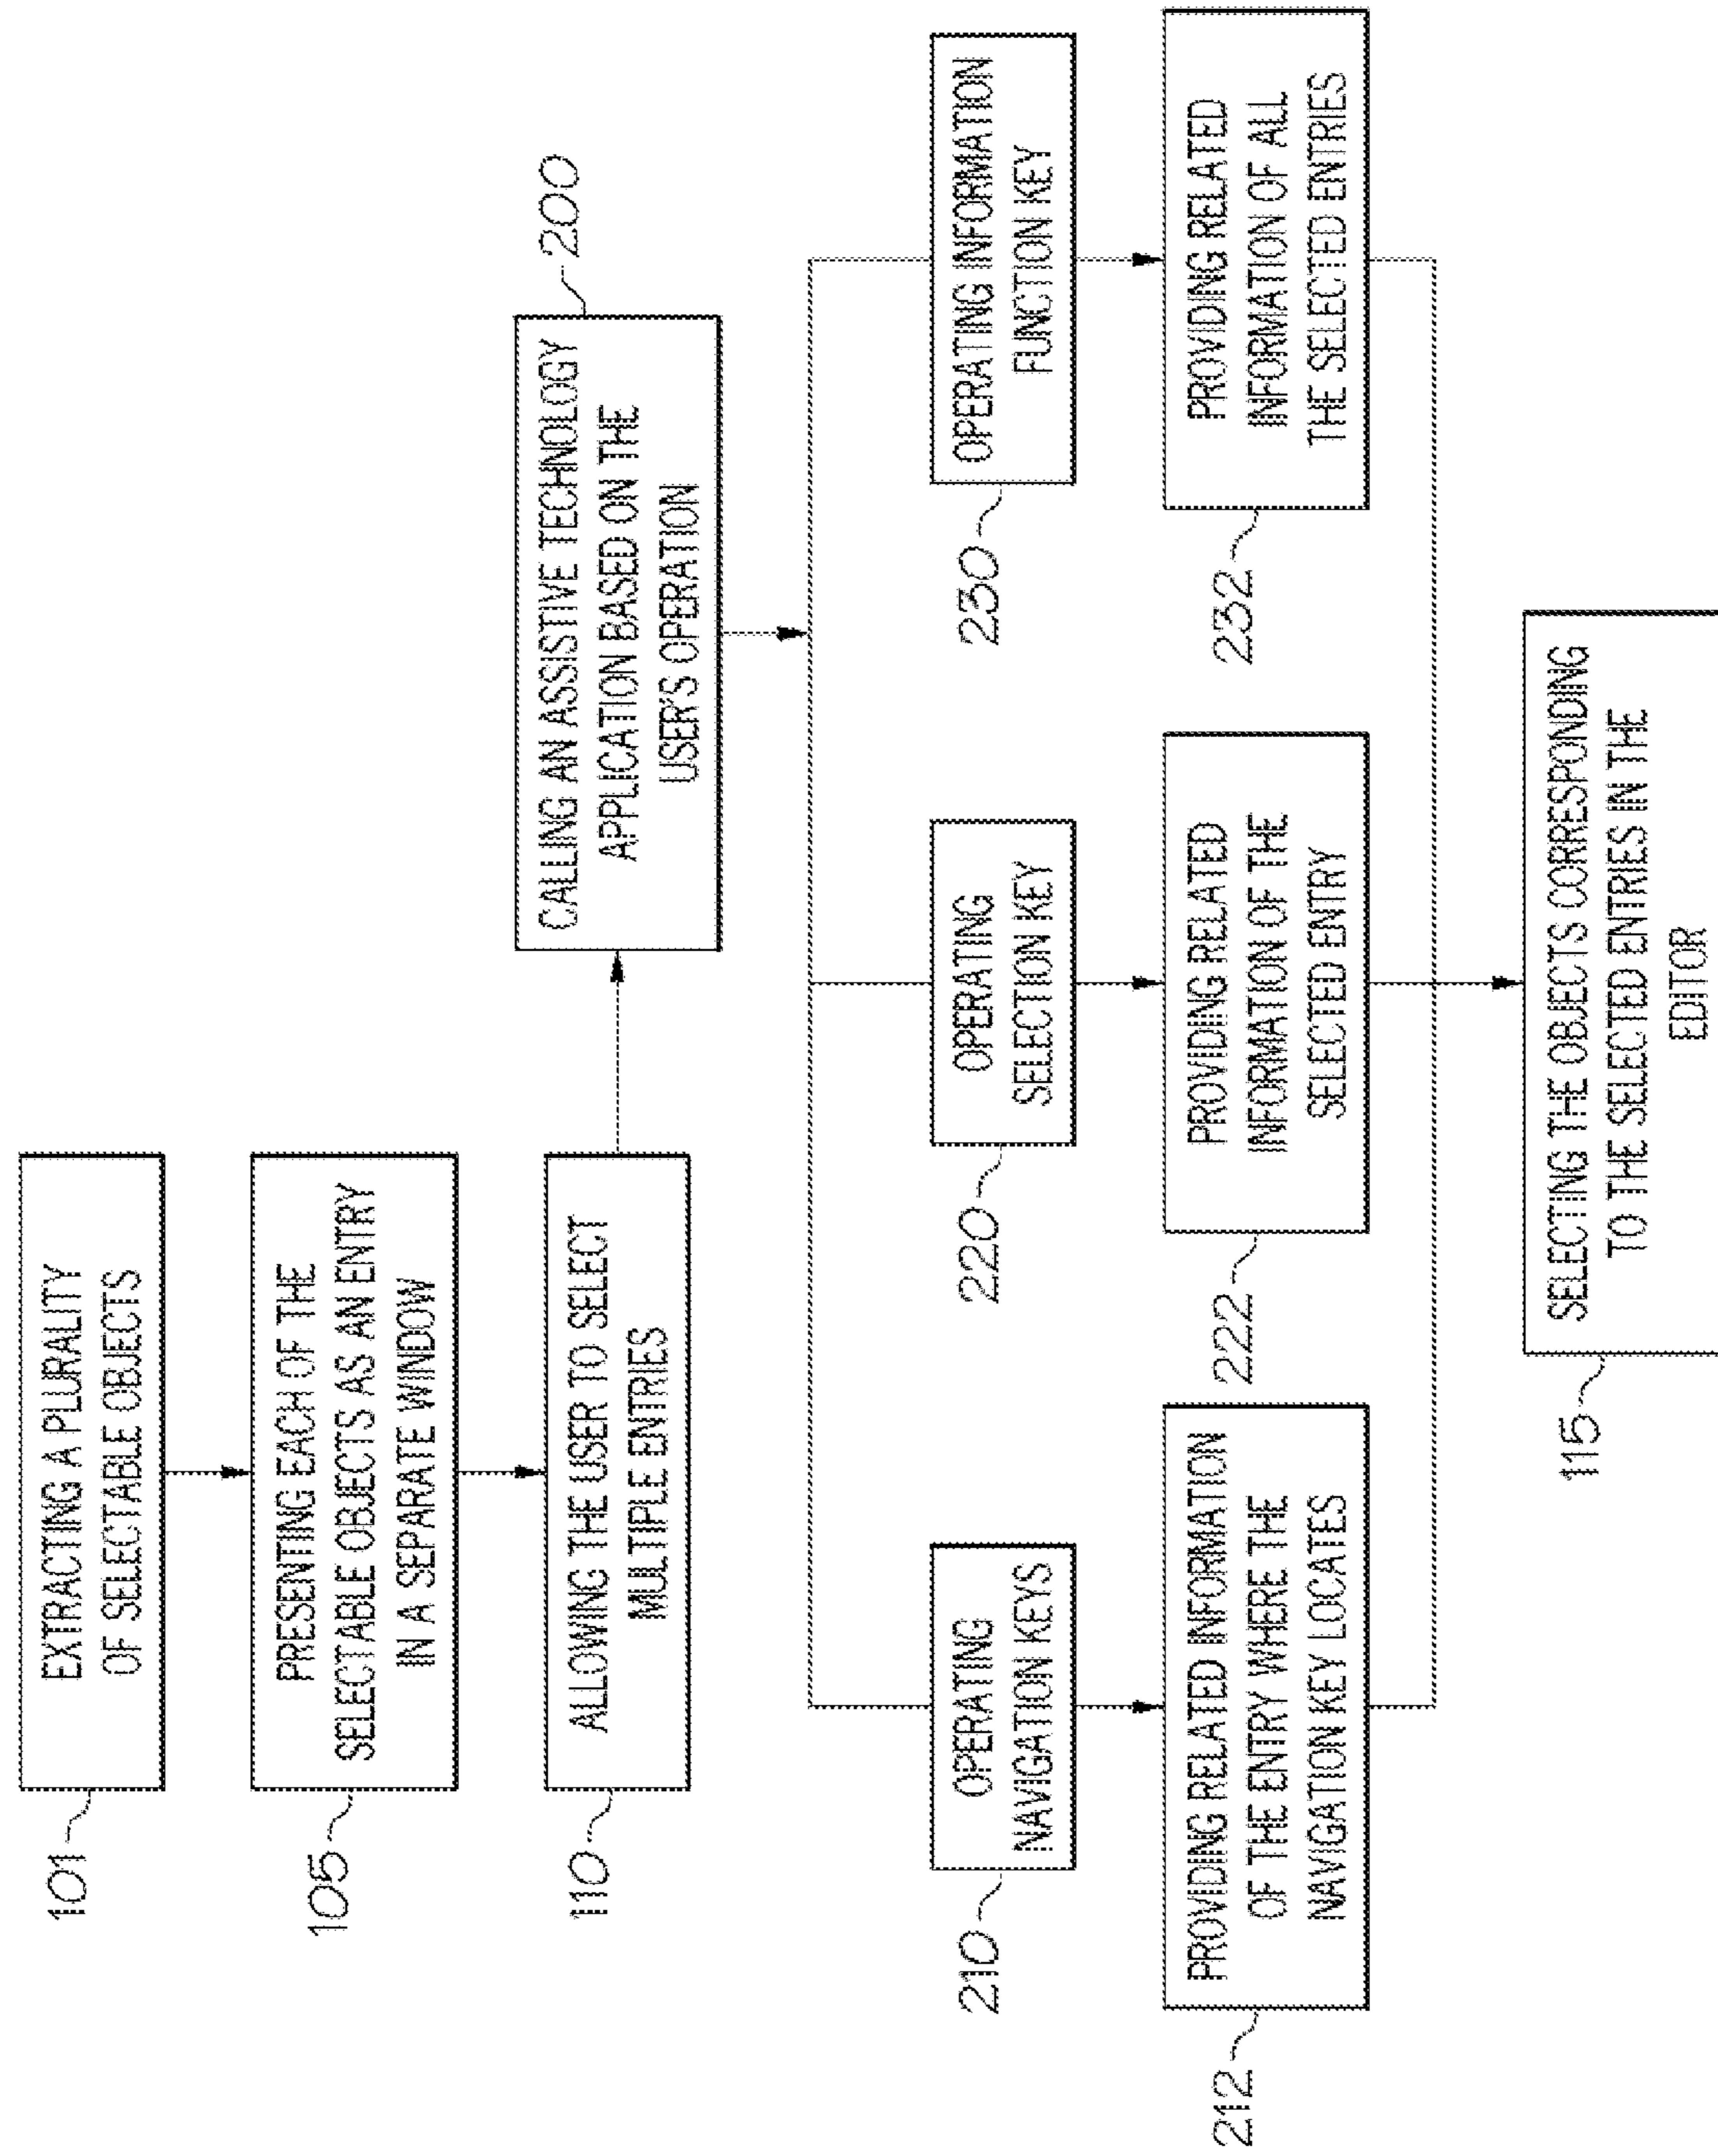 101
EXTRACTING A PLURALITY
OF SELECTABLE OBJECTS
105
PRESENTING EACH OF THE
SELECTABLE OBJECTS AS AN ENTRY
IN A SEPARATE WINDOW
110
ALLOWING THE USER TO SELECT
MULTIPLE ENTRIES
200
CALLING AN ASSISTIVE TECHNOLOGY
APPLICATION BASED ON THE
USER'S OPERATION
210
OPERATING
NAVIGATION KEYS
220
OPERATING
SELECTION KEY
230
OPERATING INFORMATION
FUNCTION KEY
212
PROVIDING RELATED INFORMATION
OF THE ENTRY WHERE THE
NAVIGATION KEY LOCATES
222
PROVIDING RELATED
INFORMATION OF THE
SELECTED ENTRY
232
PROVIDING RELATED
INFORMATION OF ALL
THE SELECTED ENTRIES
115
SELECTING THE OBJECTS CORRESPONDING
TO THE SELECTED ENTRIES IN THE
EDITOR